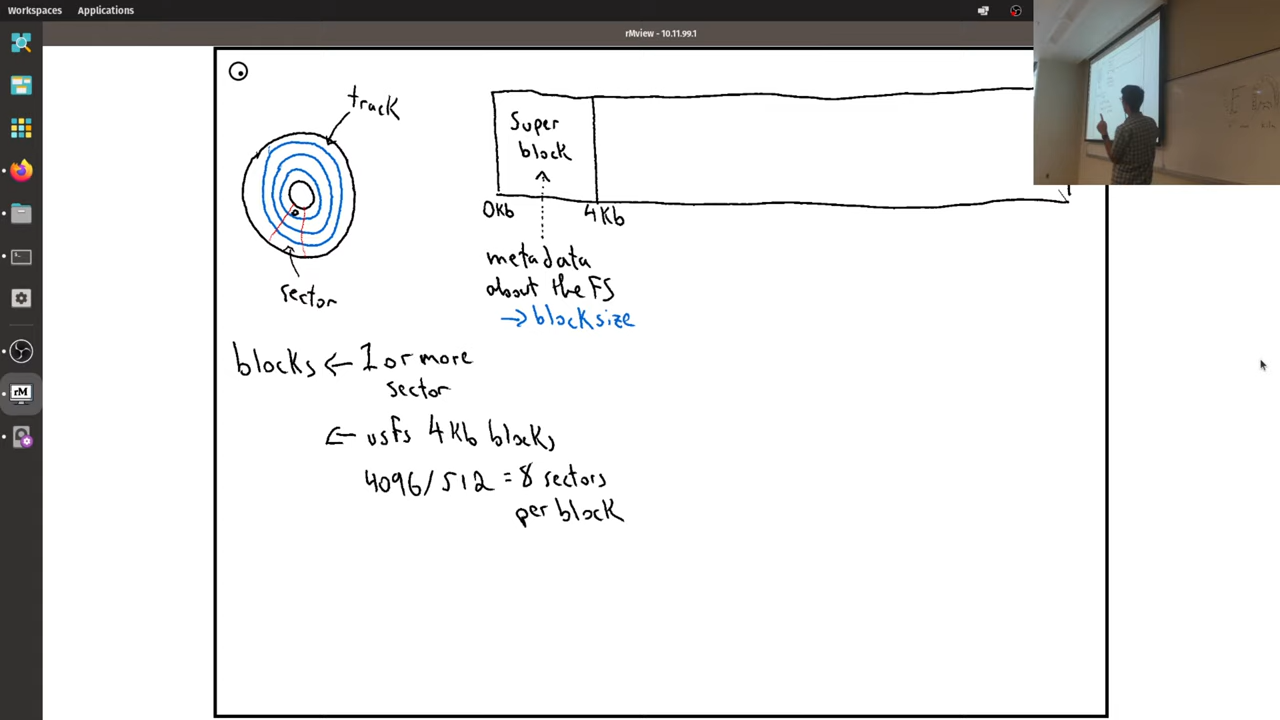 Workspaces Applications
rMview - 10.11.99.1
track
Super
block
0Kb
4Kb
sector
metadata
about the FS
→ blocksize
blocks ← 1 or more
sector
← usfs 4Kb blocks
4096/512 = 8 sectors
per block
rM